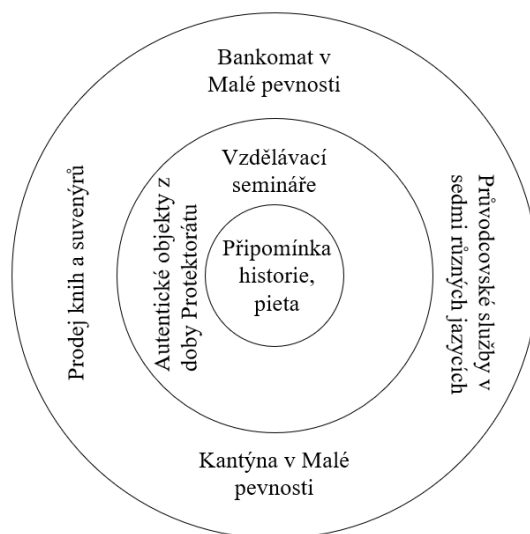 Bankomat v
Malé pevnosti
Vzdělávací
semináře
Prodej knih a suvenýrů
Autentické objekty z
doby Protektorátu
Připomínka
historie,
pieta
Průvodcovské služby v
sedmi různých jazycích
Kantýna v Malé
pevnosti